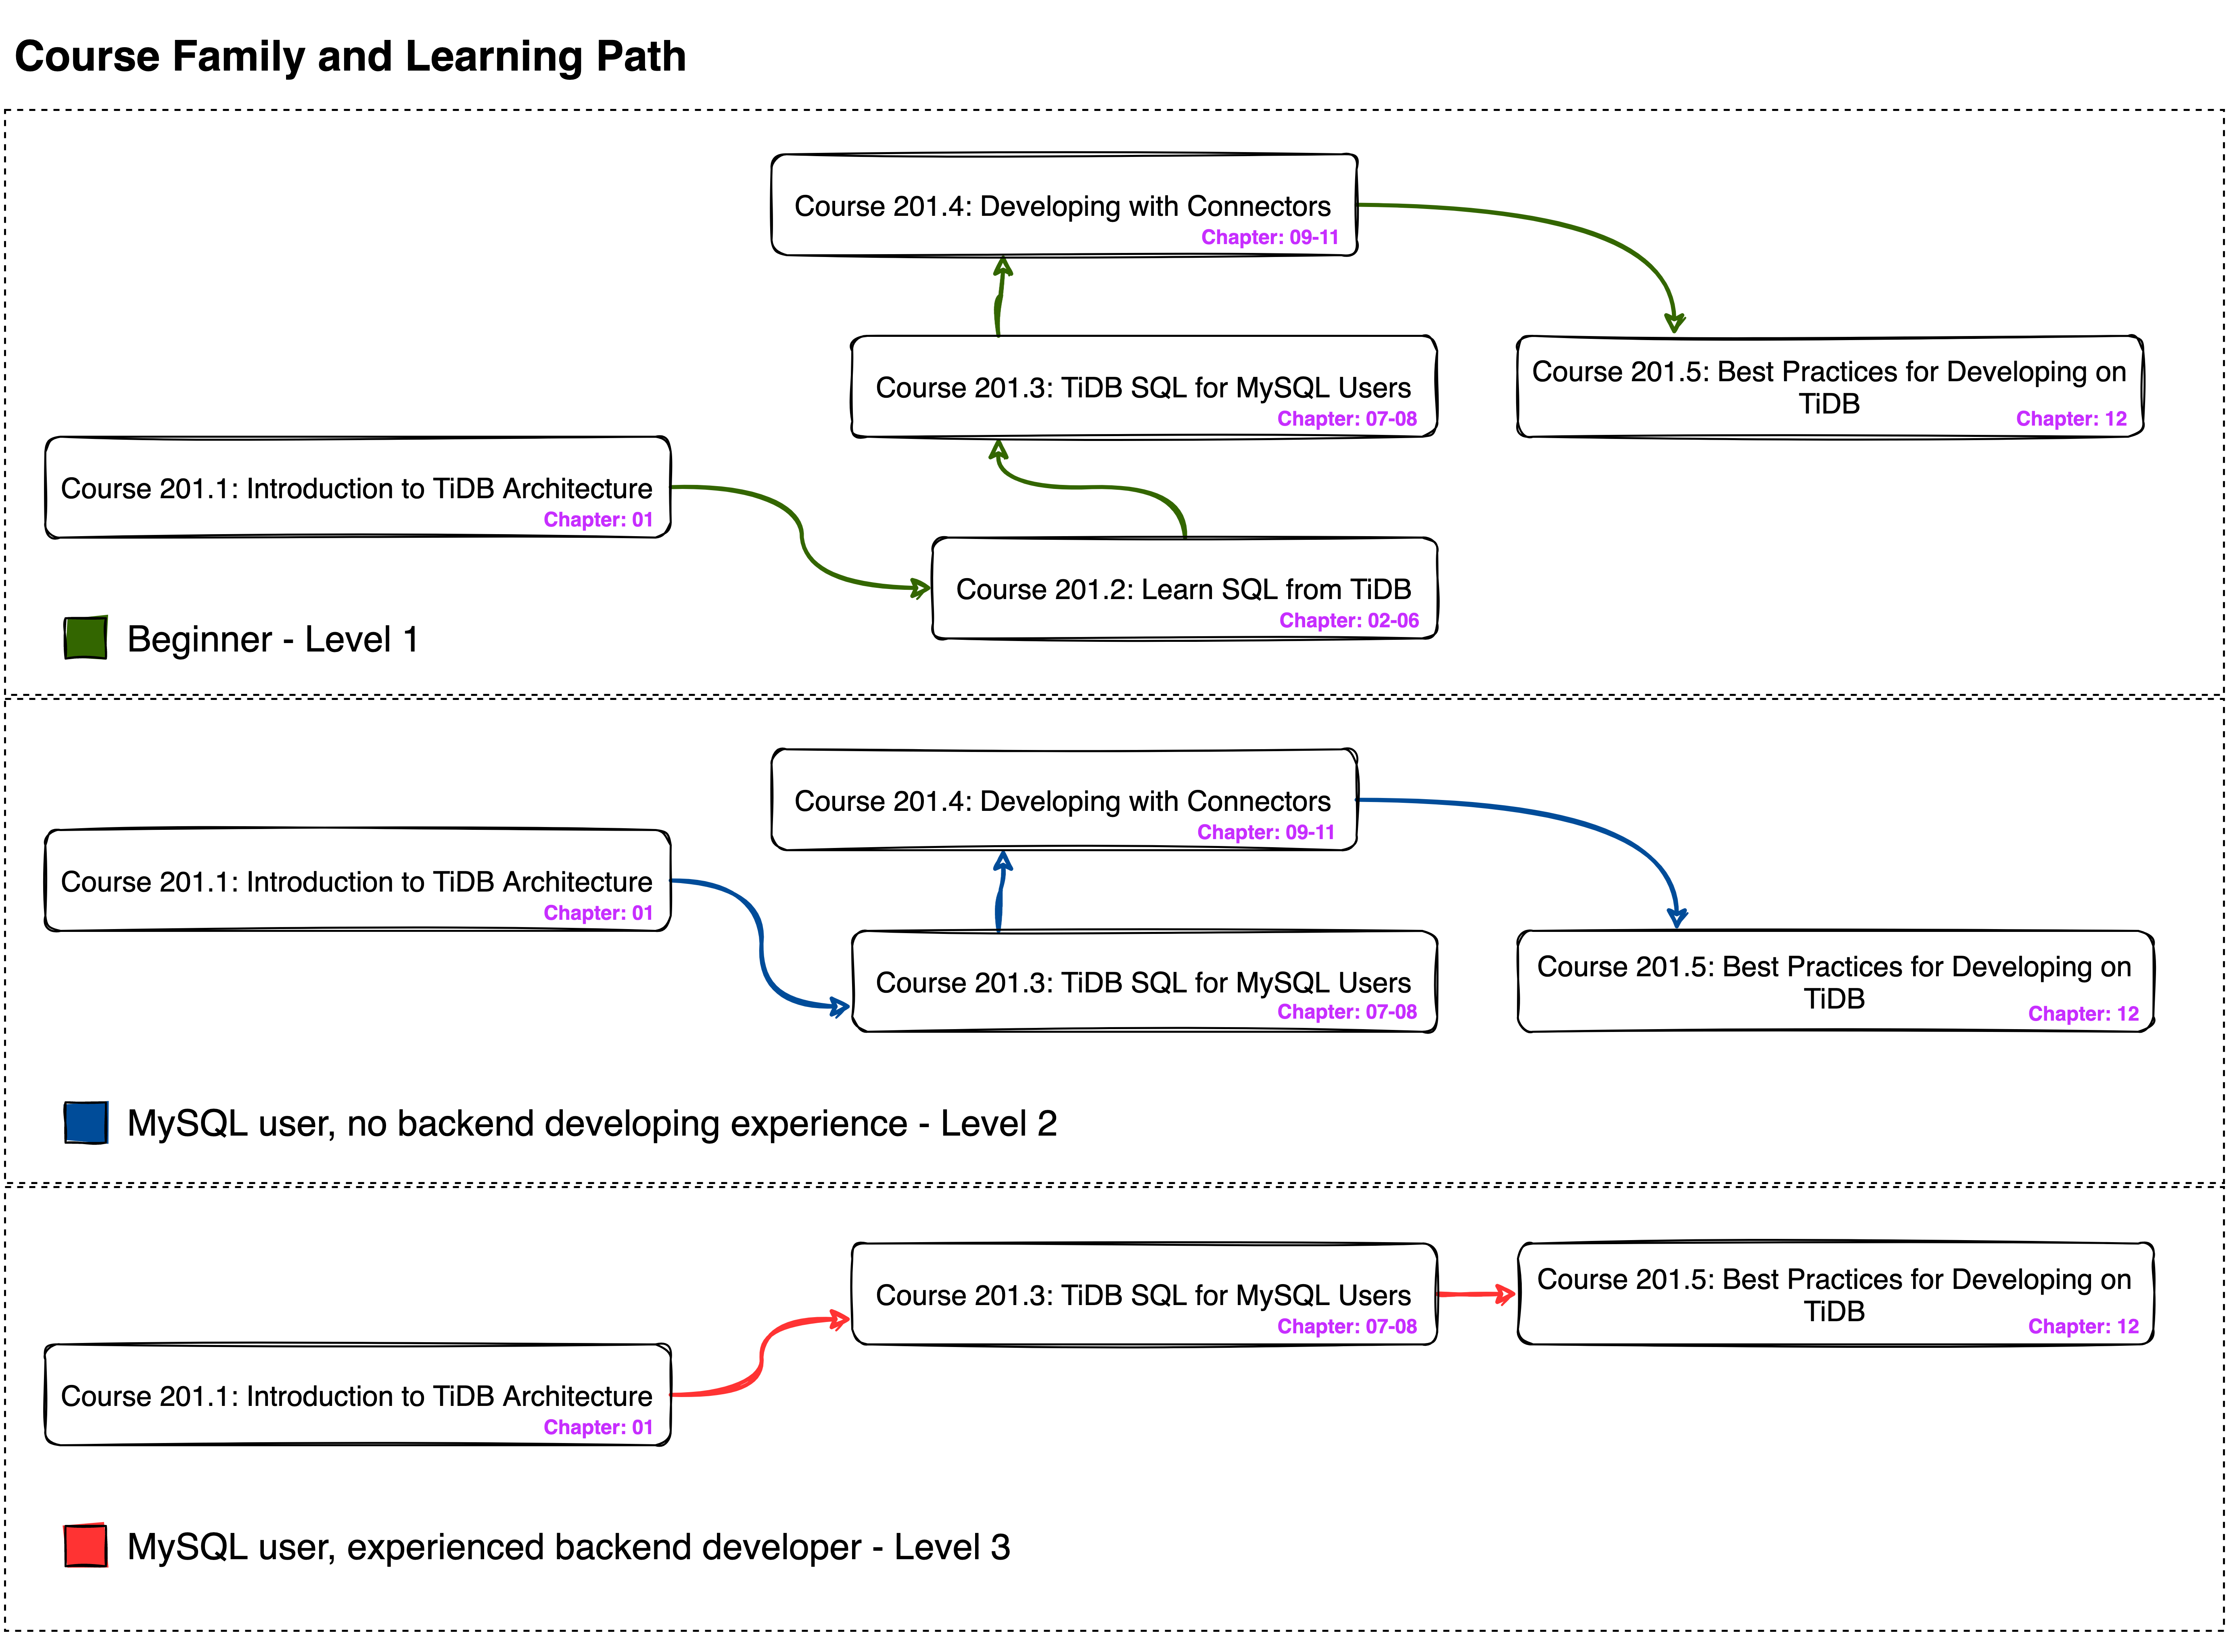 Course Family and Learning Path
Course 201.4: Developing with Connectors
Chapter: 09-11
Course 201.3: TiDB SQL for MySQL Users
Chapter: 07-08
Course 201.5: Best Practices for Developing on
TiDB
Chapter: 12
Course 201.1: Introduction to TiDB Architecture
Chapter: 01
Course 201.2: Learn SQL from TiDB
Chapter: 02-06
Beginner - Level 1
Course 201.4: Developing with Connectors
Chapter: 09-11
Course 201.1: Introduction to TiDB Architecture
Chapter: 01
Course 201.3: TiDB SQL for MySQL Users
Chapter: 07-08
Course 201.5: Best Practices for Developing on
TiDB
Chapter: 12
MySQL user, no backend developing experience - Level 2
Course 201.3: TiDB SQL for MySQL Users
Chapter: 07-08
Course 201.5: Best Practices for Developing on
TiDB
Chapter: 12
Course 201.1: Introduction to TiDB Architecture
Chapter: 01
MySQL user, experienced backend developer - Level 3